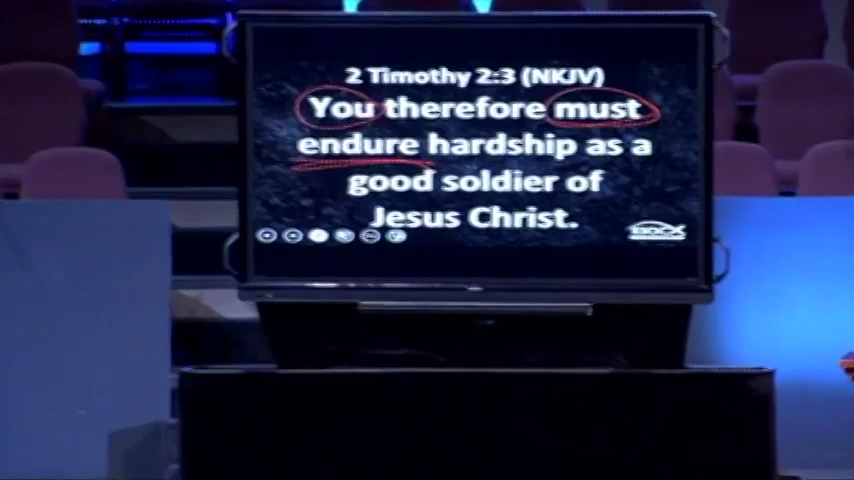 2 Timothy 2:3 (NKJV)
You therefore must
endure hardship as a
good soldier of
Jesus Christ.